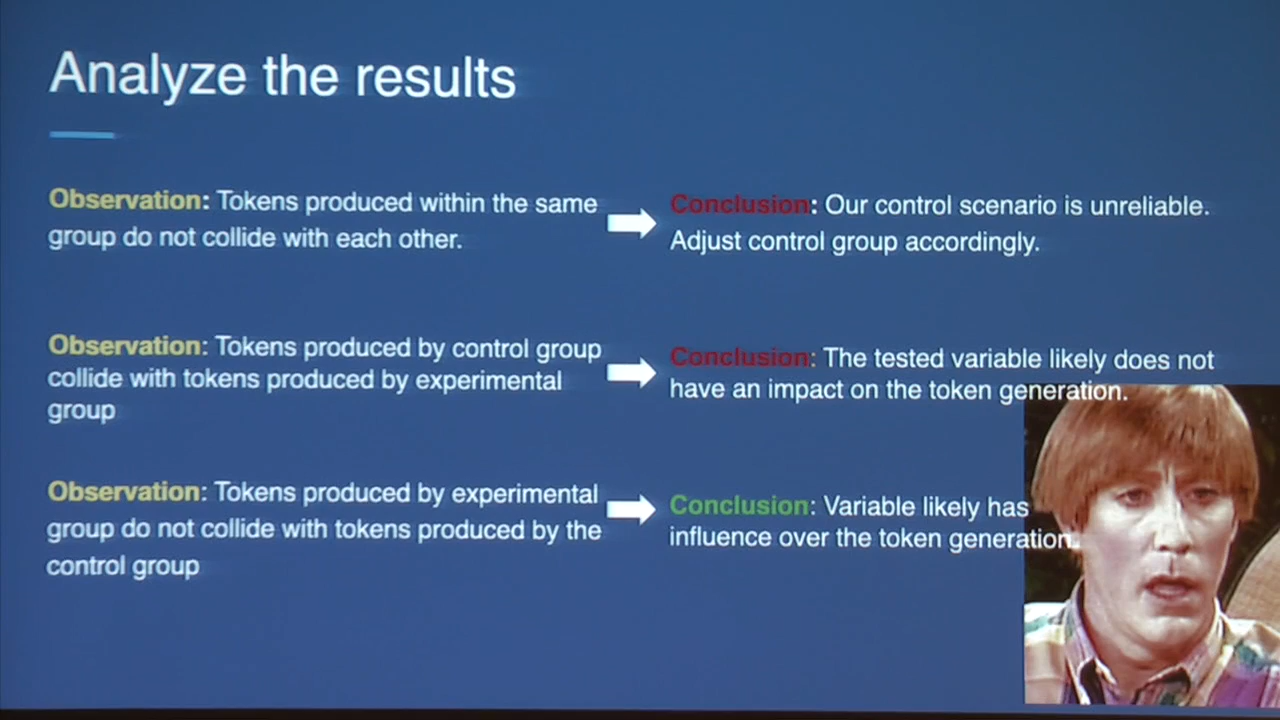 Analyze the results
Observation: Tokens produced within the same
group do not collide with each other.
Conclusion: Our control scenario is unreliable.
Adjust control group accordingly.
Observation: Tokens produced by control group
collide with tokens produced by experimental
group
Conclusion: The tested variable likely does not
have an impact on the token generation.
Observation: Tokens produced by experimental
group do not collide with tokens produced by the
control group
Conclusion: Variable likely has
influence over the token generation.